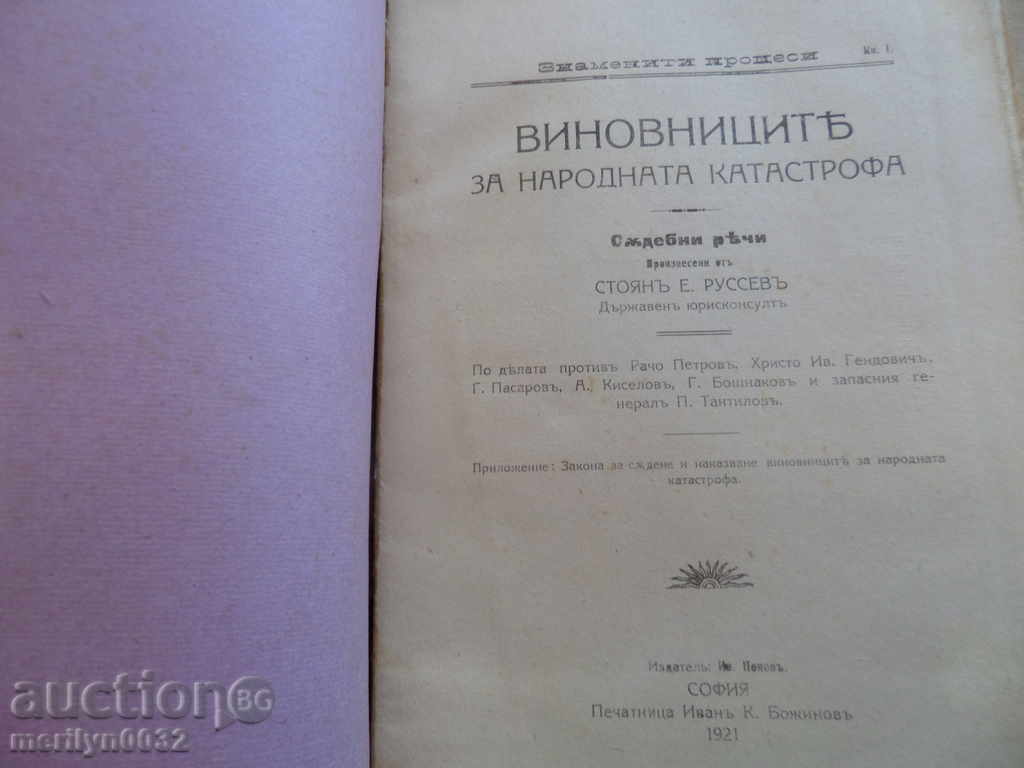 Знаменити процеси
Кн. 1.
ВИНОВНИЦИТѢ
ЗА НАРОДНАТА КАТАСТРОФА
Сѫдебни рѣчи
Произнесени отъ
СТОЯНЪ Е. РУССЕВЪ
Държавенъ юрисконсултъ
По дѣлата противъ Рачо Петровъ, Христо Ив. Гендовичъ,
Г. Пасаровъ, А. Киселовъ, Г. Бошнаковъ и запасния ге-
нералъ П. Тантиловъ.
Приложение: Закона за сѫдене и наказване виновницитѣ за народната
катастрофа.
Издатель: Ив. Поповъ.
СОФИЯ
Печатница Иванъ К. Божиновъ
1921
auction BG
merilyn0032